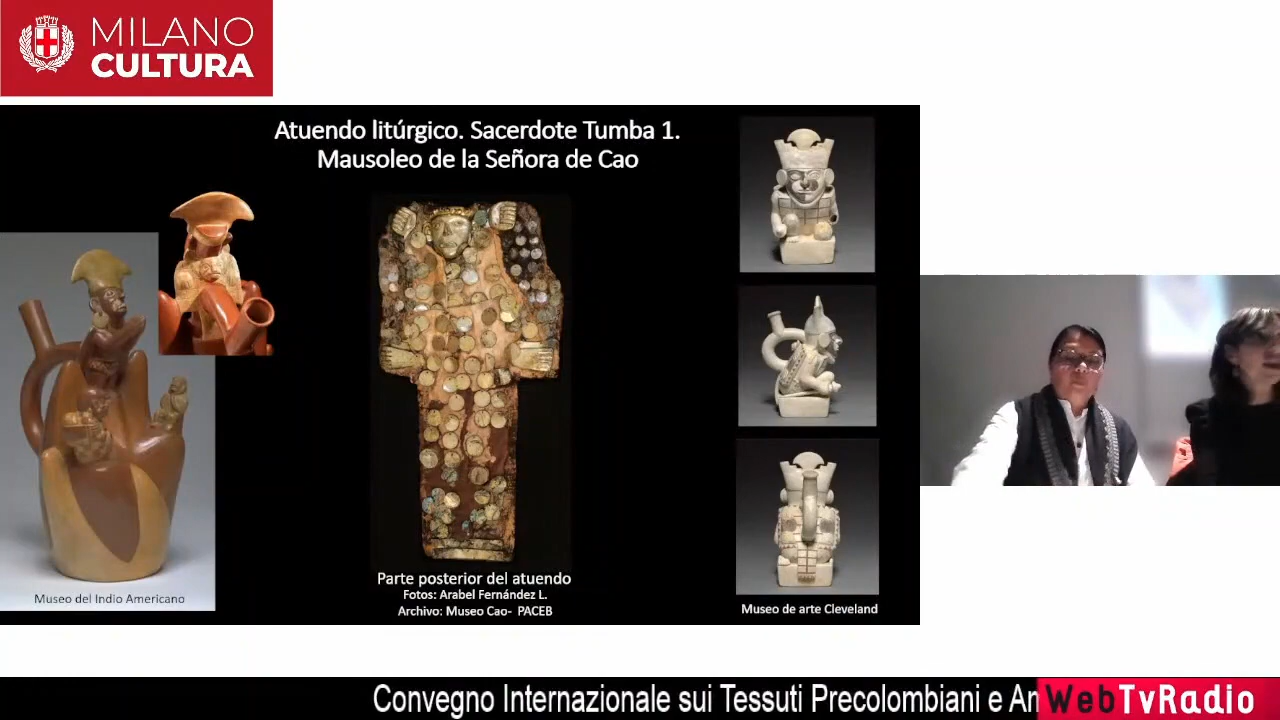 MILANO
CULTURA
Atuendo litúrgico. Sacerdote Tumba 1.
Mausoleo de la Señora de Cao
Museo del Indio Americano
Parte posterior del atuendo
Fotos: Arabel Fernández L.
Archivo: Museo Cao- PACEB
Museo de arte Cleveland
Convegno Internazionale sui Tessuti Precolombiani e
WebTvRadio